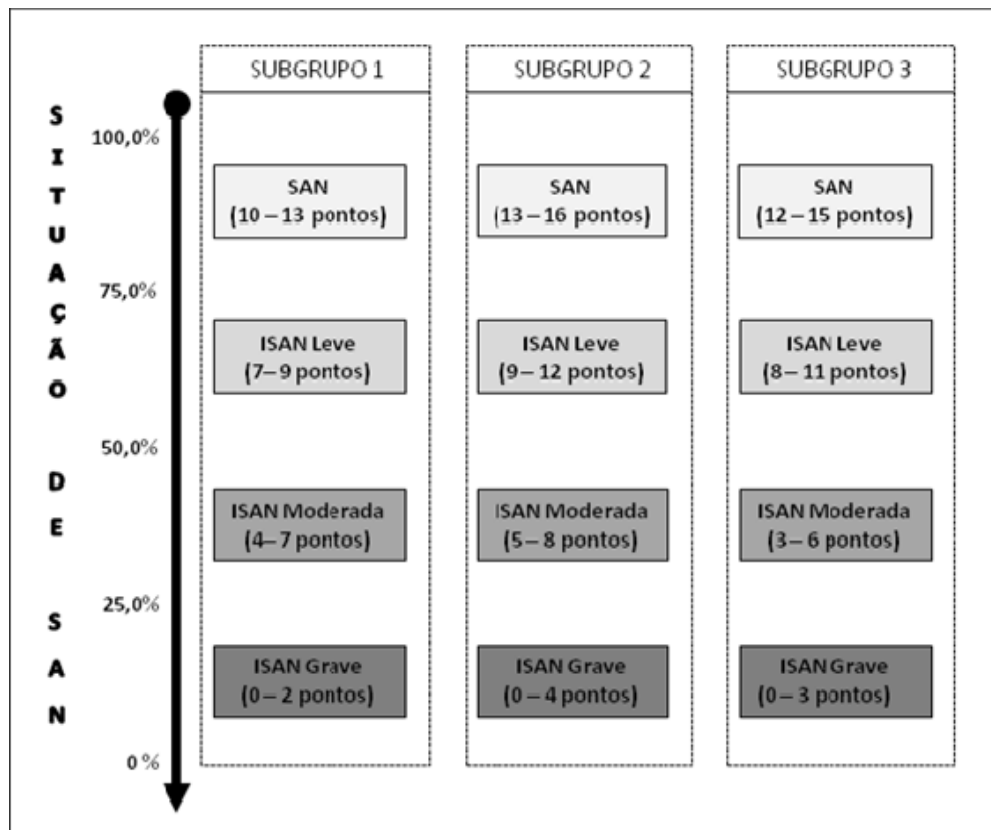 SITUAÇÃO DE SAN
100,0%
75,0%
50,0%
25,0%
0 %
SUBGRUPO 1
SAN
(10 – 13 pontos)
ISAN Leve
(7– 9 pontos)
ISAN Moderada
(4– 7 pontos)
ISAN Grave
(0 – 2 pontos)
SUBGRUPO 2
SAN
(13 – 16 pontos)
ISAN Leve
(9 – 12 pontos)
ISAN Moderada
(5 – 8 pontos)
ISAN Grave
(0 – 4 pontos)
SUBGRUPO 3
SAN
(12 – 15 pontos)
ISAN Leve
(8 – 11 pontos)
ISAN Moderada
(3 – 6 pontos)
ISAN Grave
(0 – 3 pontos)